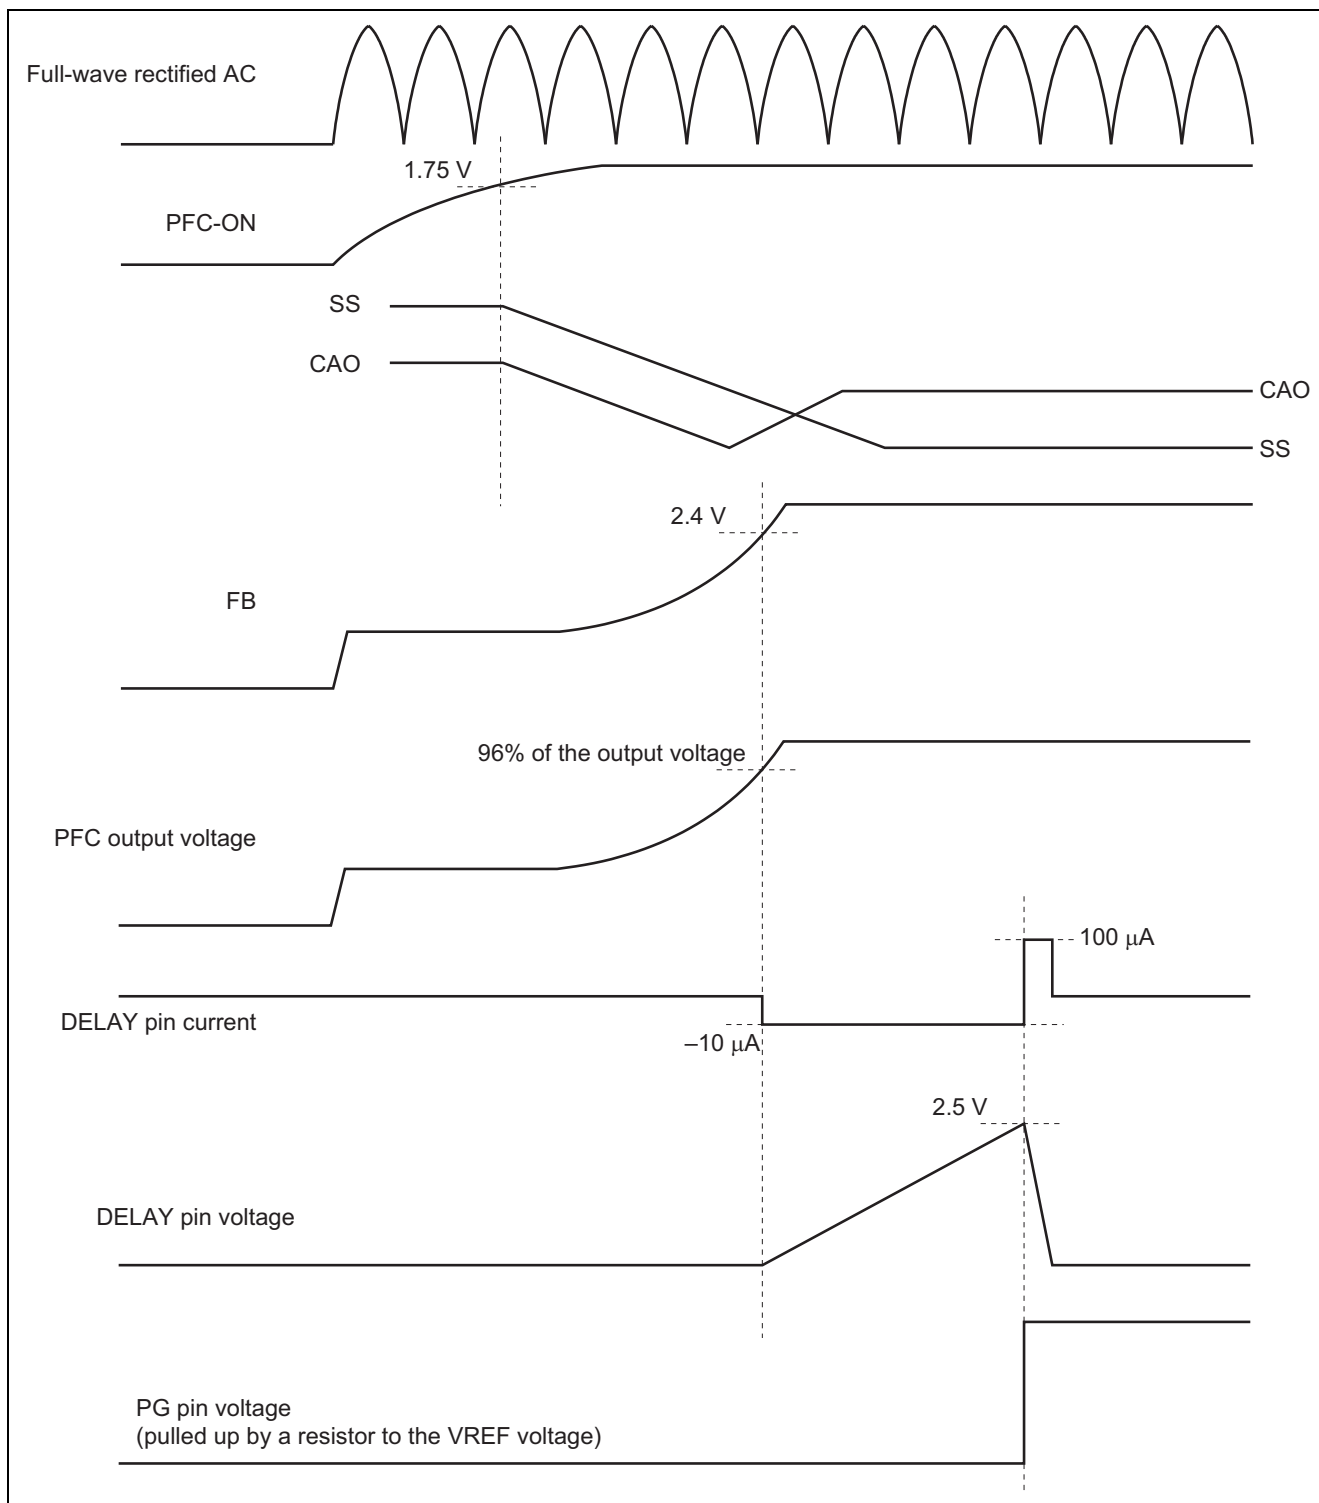 Full-wave rectified AC
1.75 V
PFC-ON
SS
CAO
CAO
SS
2.4 V
FB
96% of the output voltage
PFC output voltage
100 μA
DELAY pin current
–10 μA
2.5 V
DELAY pin voltage
PG pin voltage
(pulled up by a resistor to the VREF voltage)